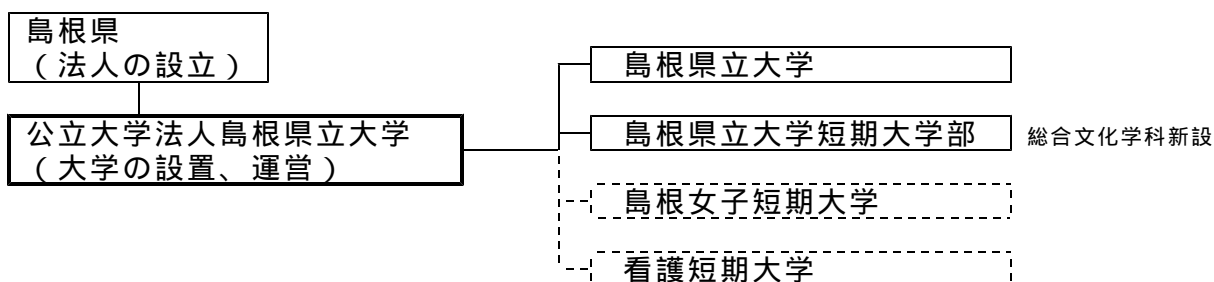 島根県
（法人の設立）
島根県立大学
公立大学法人島根県立大学
（大学の設置、運営）
島根県立大学短期大学部
総合文化学科新設
島根女子短期大学
看護短期大学